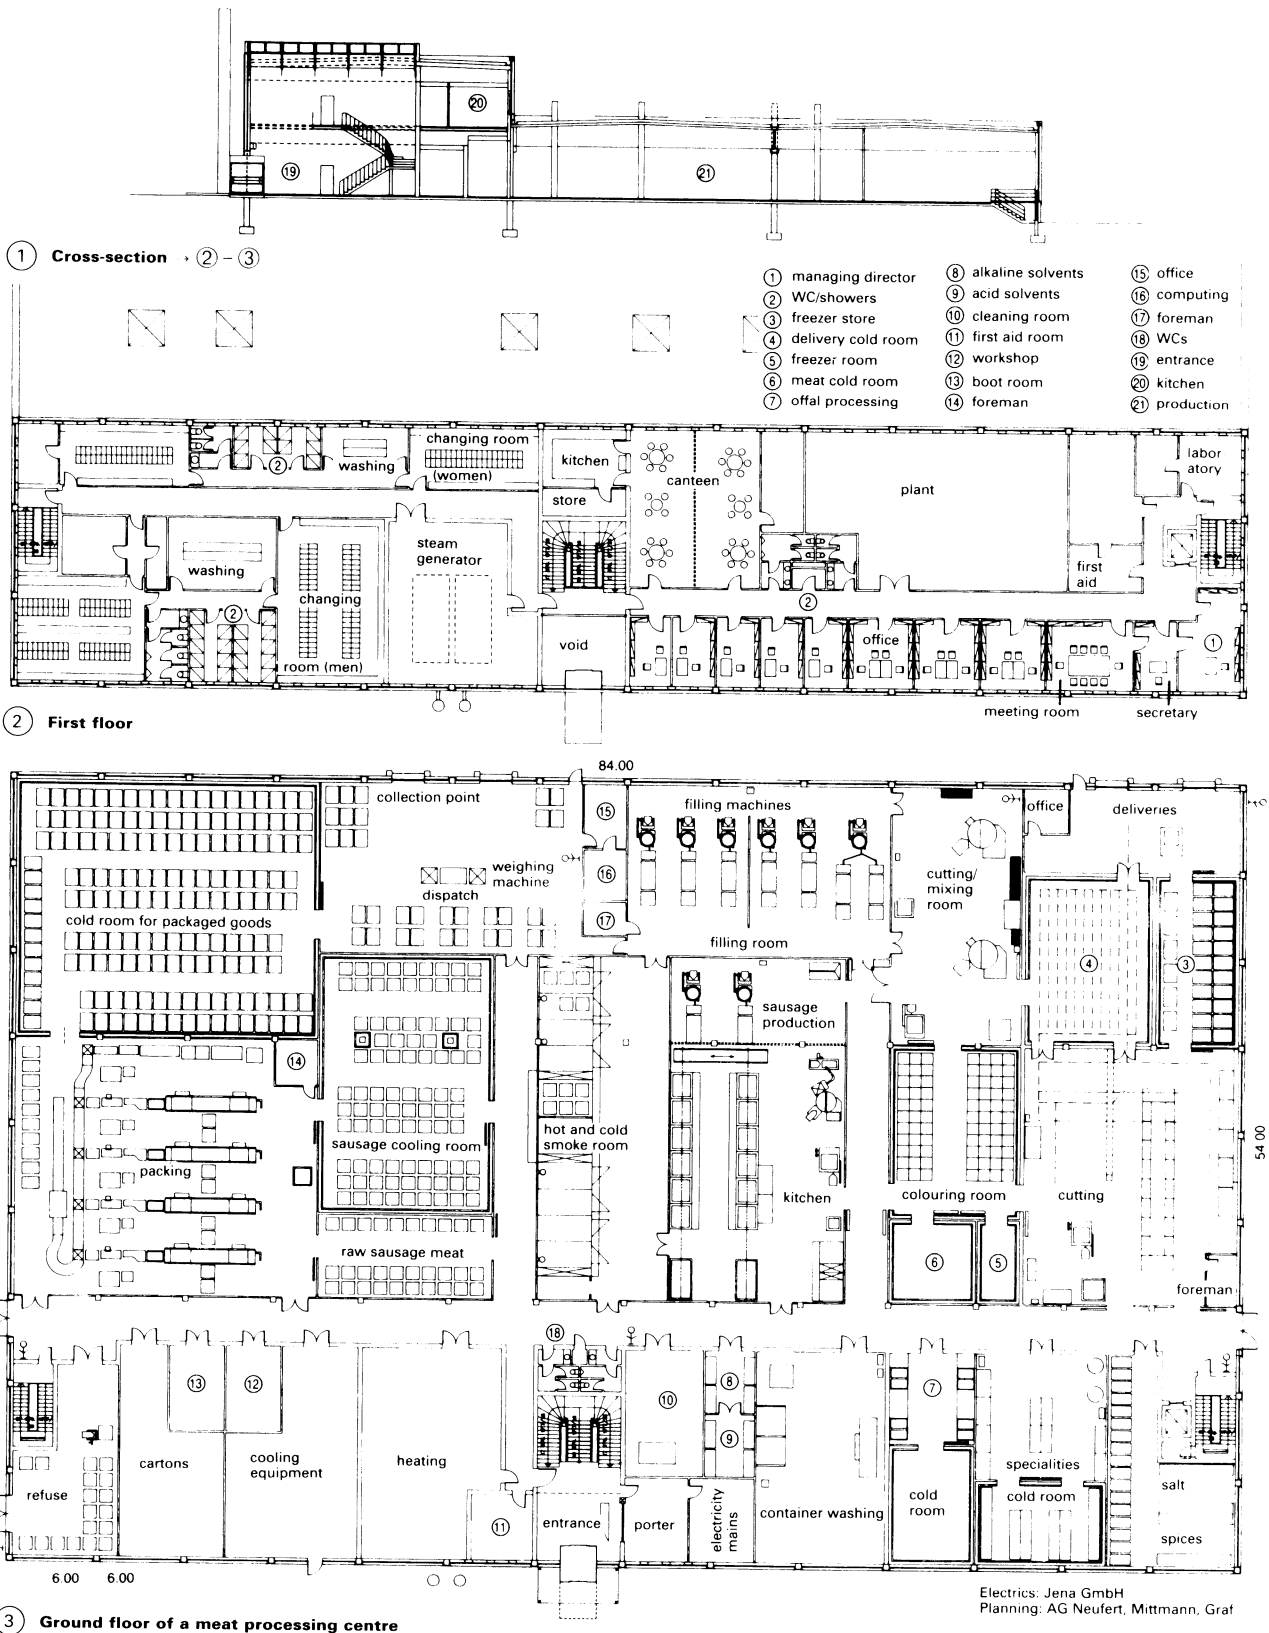 20
19
21
1 Cross-section → 2 – 3
1 managing director
2 WC/showers
3 freezer store
4 delivery cold room
5 freezer room
6 meat cold room
7 offal processing
8 alkaline solvents
9 acid solvents
10 cleaning room
11 first aid room
12 workshop
13 boot room
14 foreman
15 office
16 computing
17 foreman
18 WCs
19 entrance
20 kitchen
21 production
2
washing
changing room
(women)
kitchen
store
canteen
plant
labor
atory
washing
2
changing
room (men)
steam
generator
void
2
first
aid
office
1
meeting room
secretary
2 First floor
84.00
collection point
15
filling machines
office
deliveries
weighing
machine
dispatch
16
17
cutting/
mixing
room
cold room for packaged goods
filling room
4
3
sausage
production
14
hot and cold
smoke room
sausage cooling room
packing
54 00
kitchen
colouring room
cutting
raw sausage meat
6
5
foreman
18
13
12
10
8
9
7
cartons
cooling
equipment
heating
specialities
refuse
cold room
cold
room
salt
11
entrance
porter
electricity
mains
container washing
spices
6.00 6.00
Electrics: Jena GmbH
Planning: AG Neufert, Mittmann, Graf
3 Ground floor of a meat processing centre